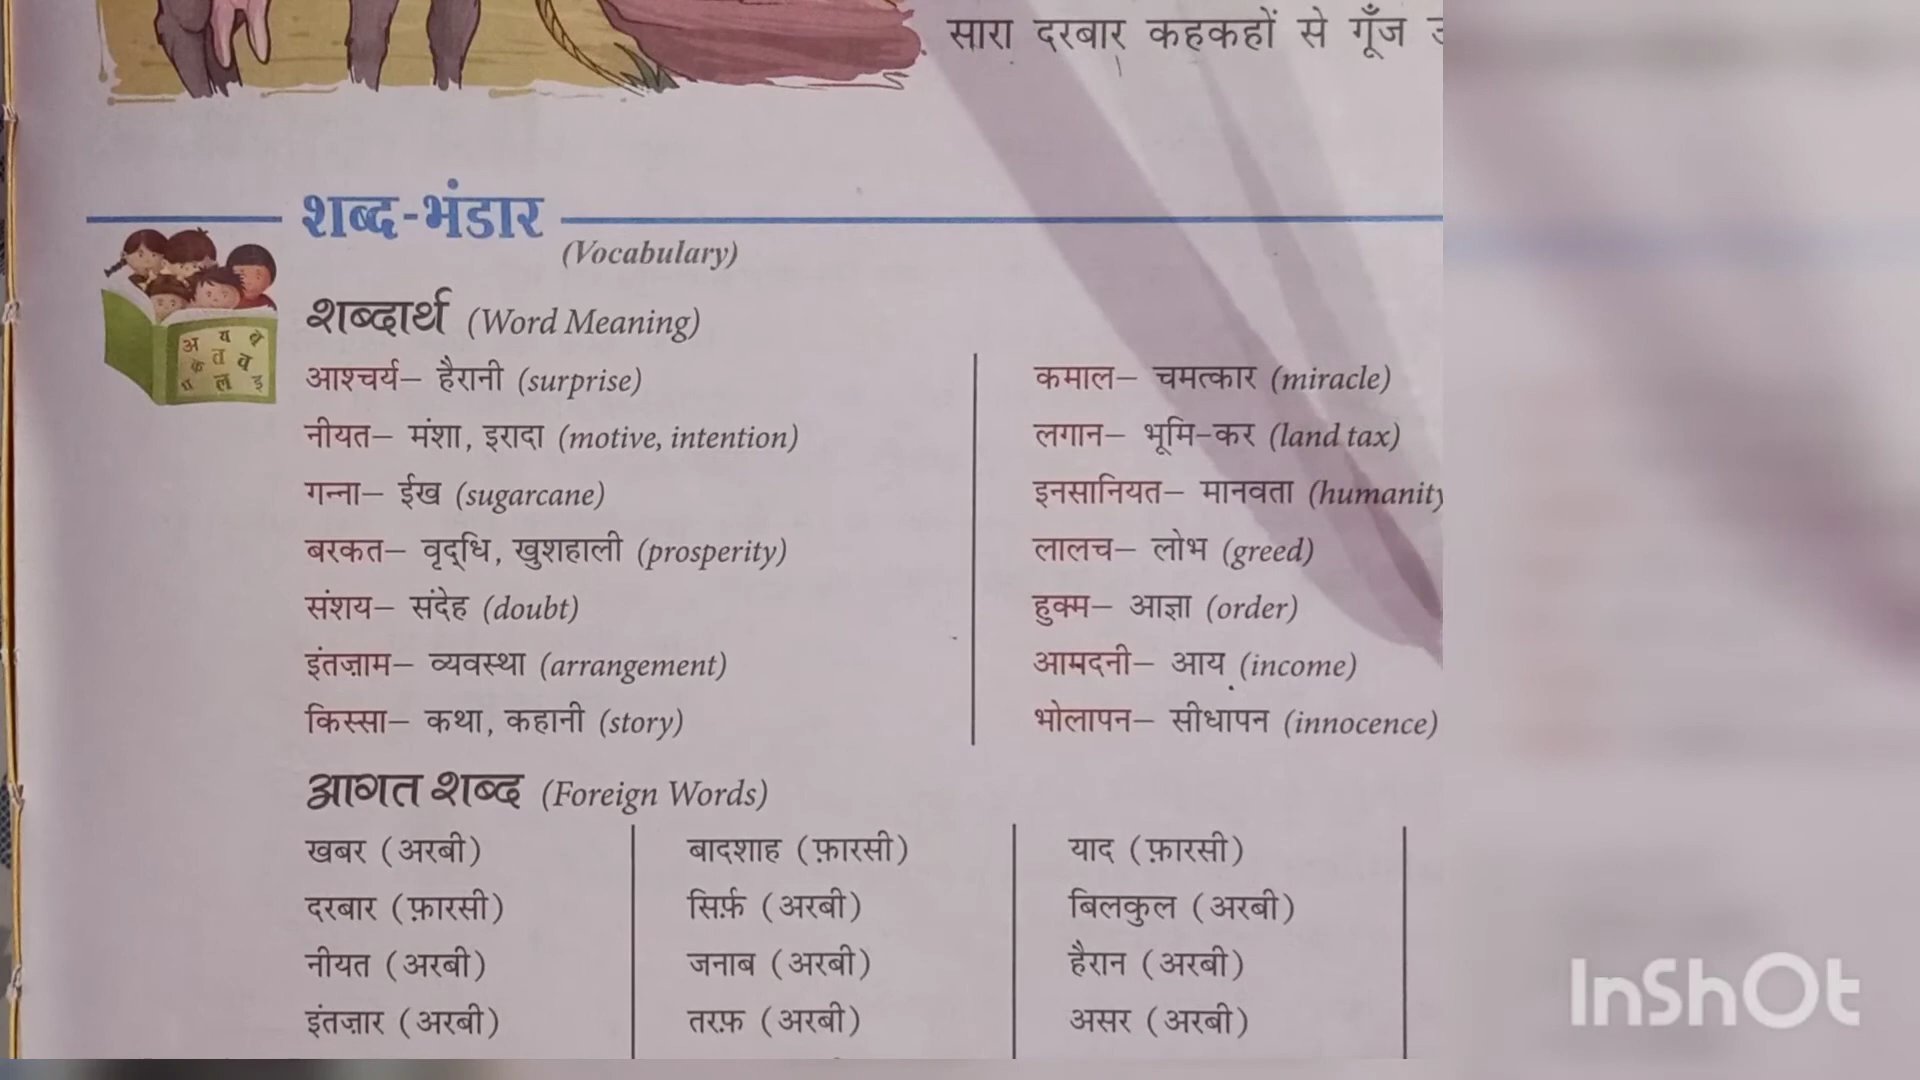 सारा दरबार कहकहों से गूँज
शब्द-भंडार
(Vocabulary)
शब्दार्थ (Word Meaning)
आश्चर्य– हैरानी (surprise)
नीयत– मंशा, इरादा (motive, intention)
गन्ना– ईख (sugarcane)
बरकत– वृद्धि, खुशहाली (prosperity)
संशय– संदेह (doubt)
इंतज़ाम– व्यवस्था (arrangement)
किस्सा– कथा, कहानी (story)
कमाल– चमत्कार (miracle)
लगान– भूमि-कर (land tax)
इनसानियत– मानवता (humanity
लालच– लोभ (greed)
हुक्म– आज्ञा (order)
आमदनी– आय (income)
भोलापन– सीधापन (innocence)
आगत शब्द (Foreign Words)
खबर (अरबी)
दरबार (फ़ारसी)
नीयत (अरबी)
इंतज़ार (अरबी)
बादशाह (फ़ारसी)
सिर्फ़ (अरबी)
जनाब (अरबी)
तरफ़ (अरबी)
याद (फ़ारसी)
बिलकुल (अरबी)
हैरान (अरबी)
असर (अरबी)
InShOt